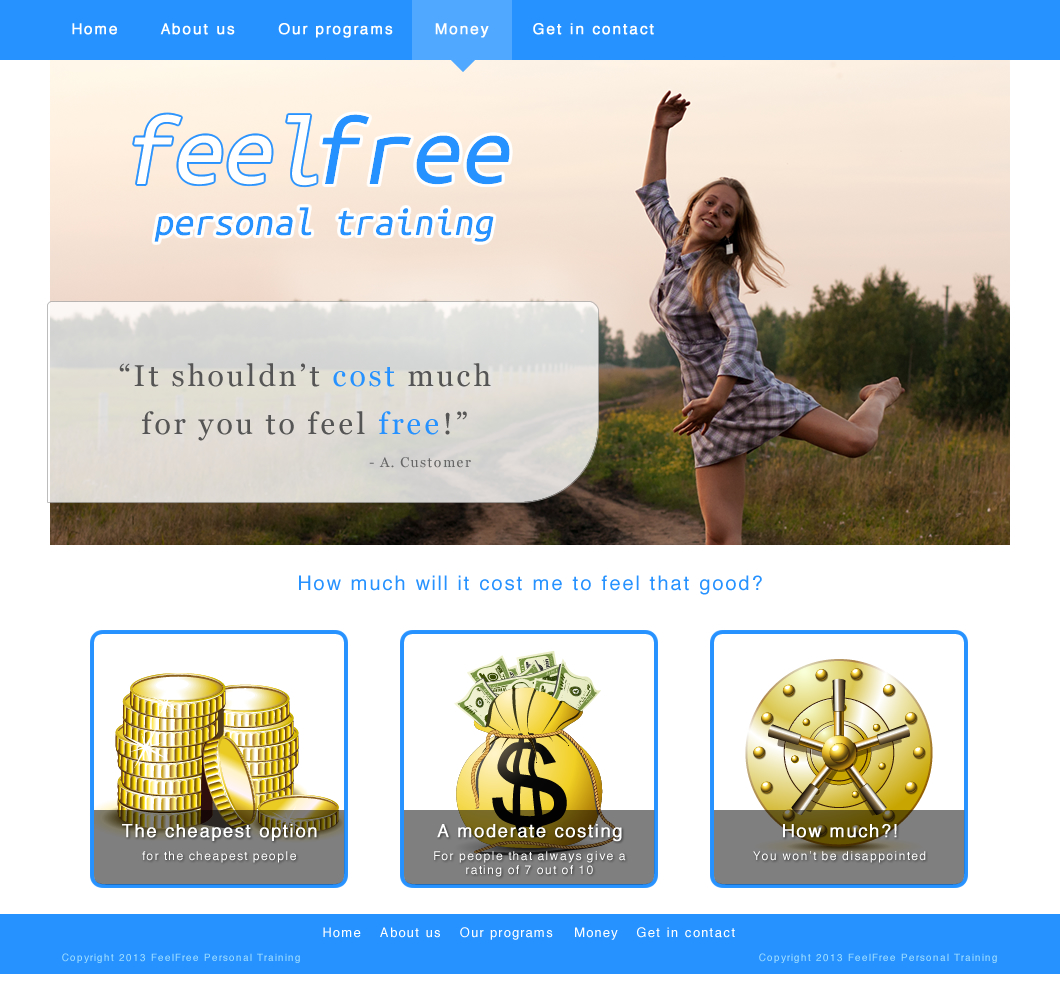 Home About us Our programs Money Get in contact
feelfree
personal training
“It shouldn’t cost much
for you to feel free!”
- A. Customer
How much will it cost me to feel that good?
The cheapest option
for the cheapest people
$
A moderate costing
For people that always give a
rating of 7 out of 10
How much?!
You won’t be disappointed
Home About us Our programs Money Get in contact
Copyright 2013 FeelFree Personal Training
Copyright 2013 FeelFree Personal Training